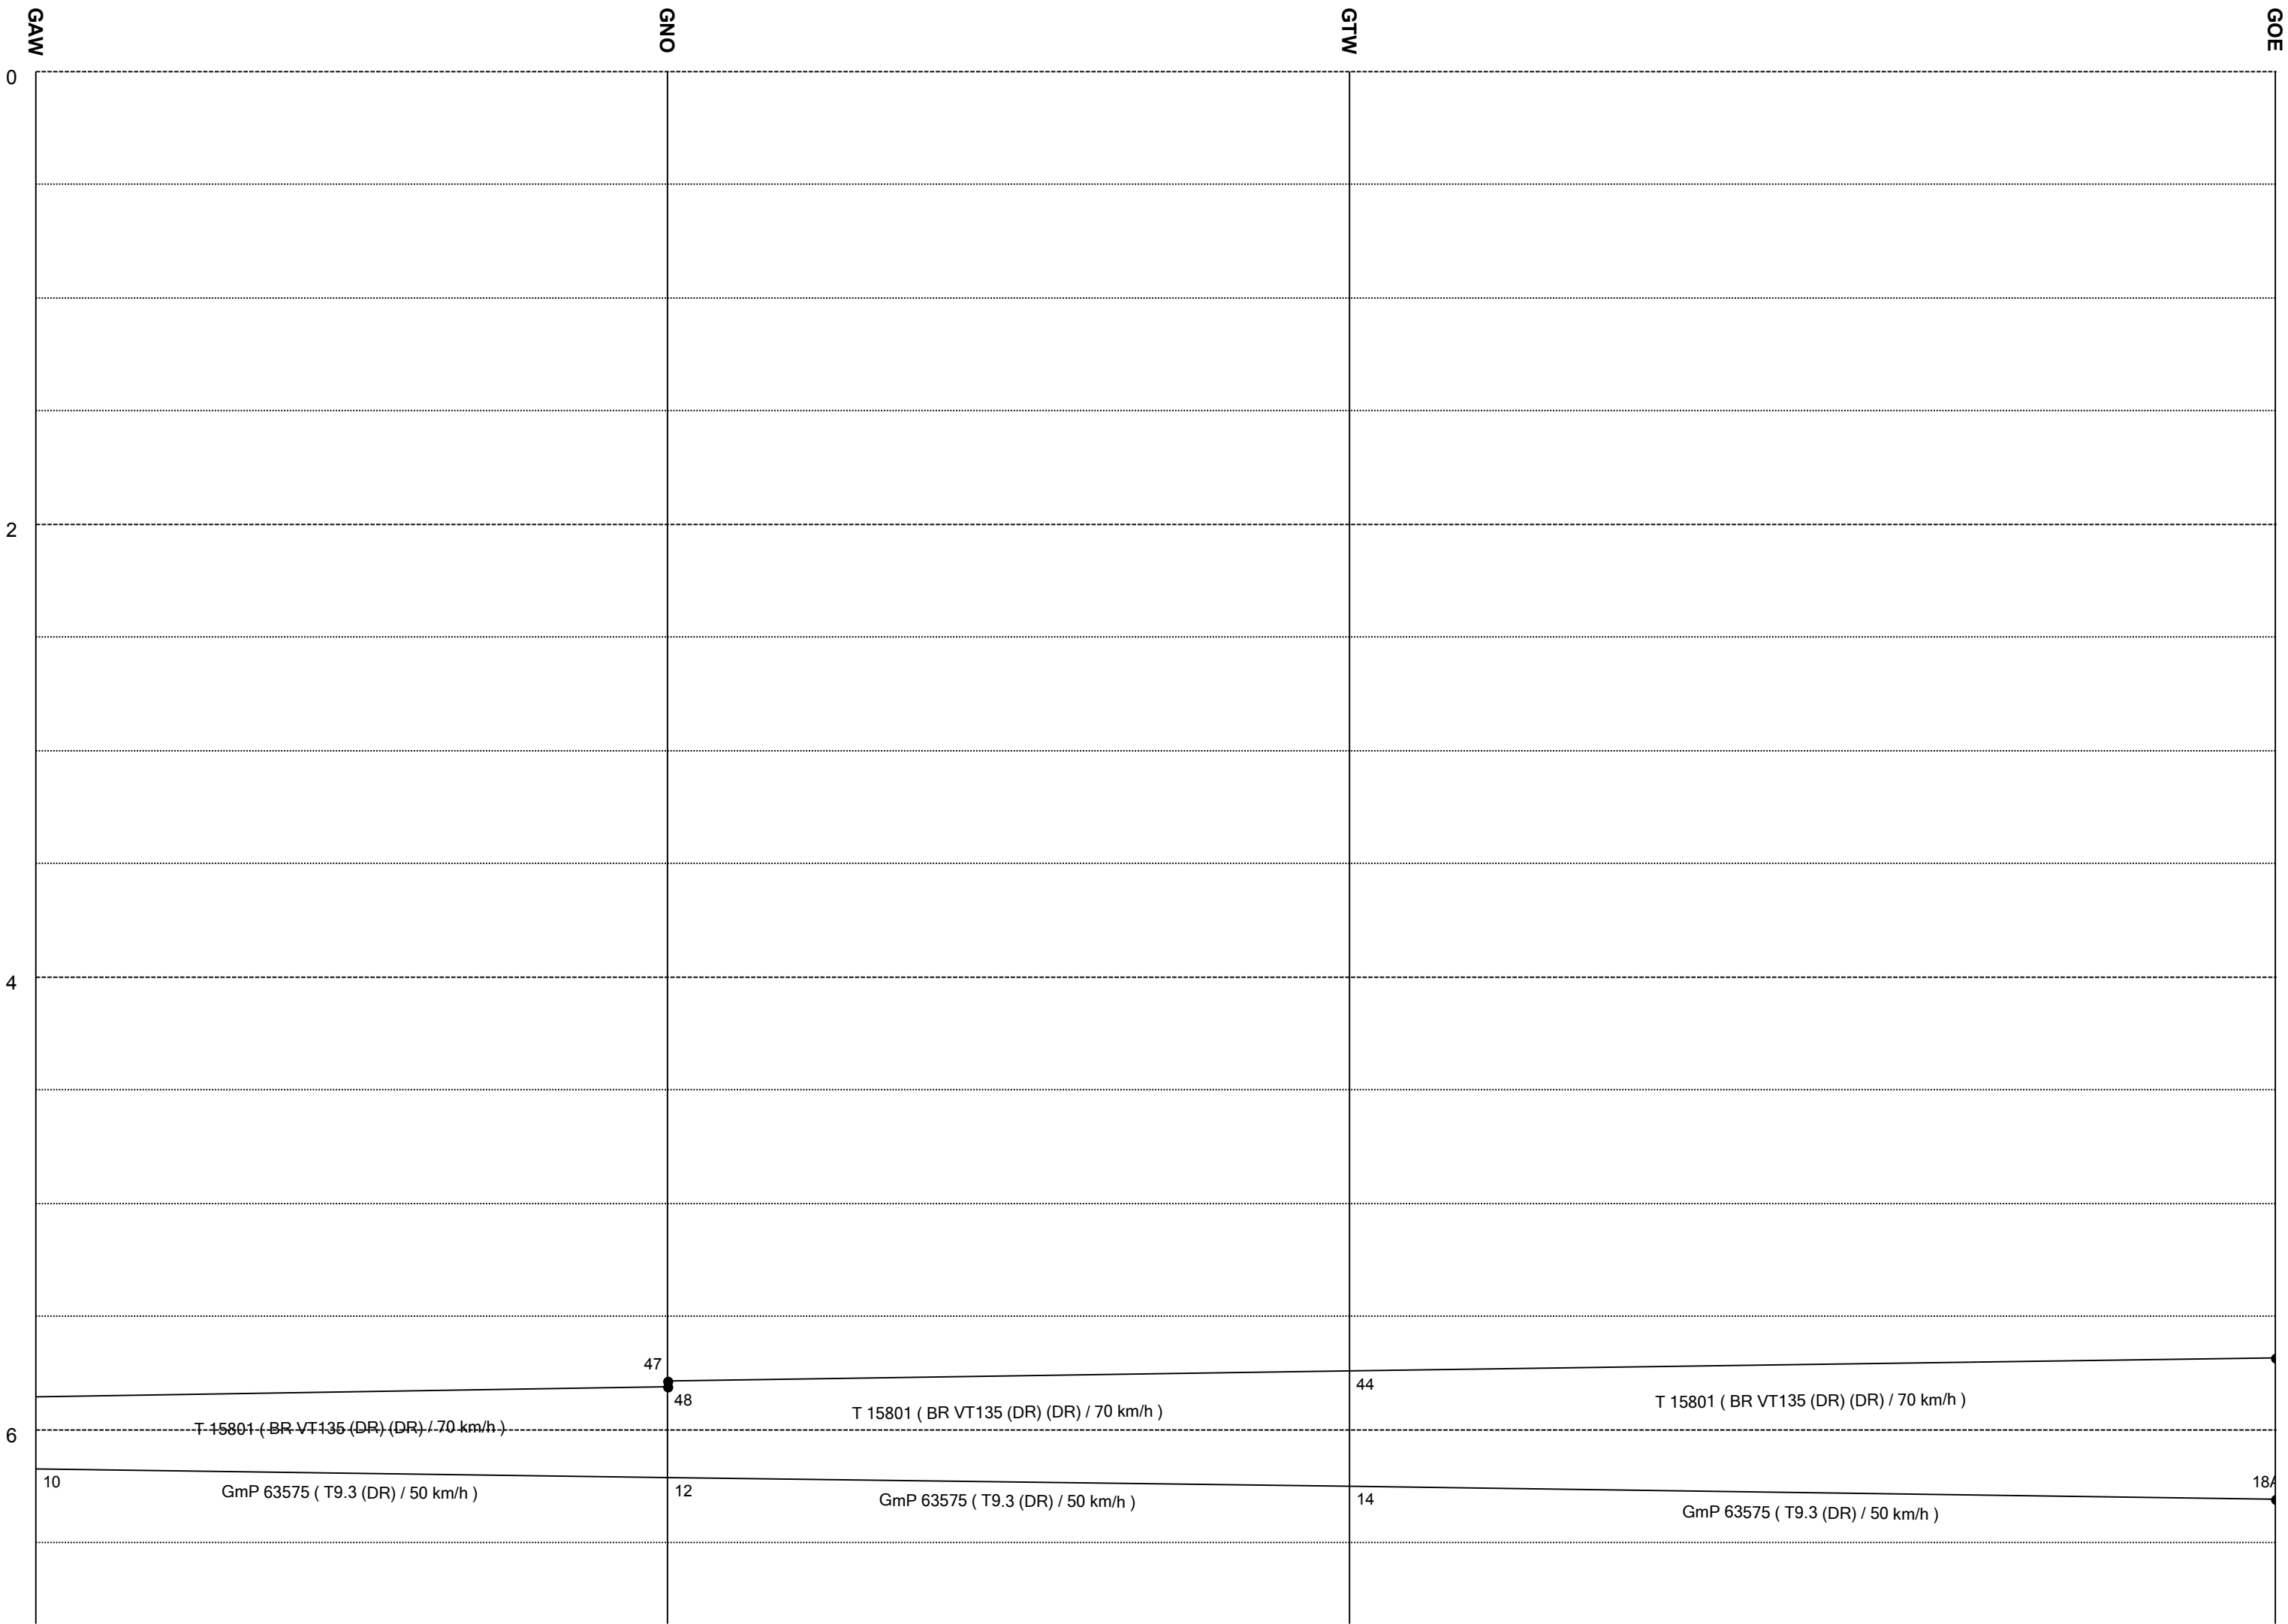 GAW GNO GTW GOE
0
2
4
47
48
44
T 15801 ( BR VT135 (DR) (DR) / 70 km/h )
T 15801 ( BR VT135 (DR) (DR) / 70 km/h )
T 15801 ( BR VT135 (DR) (DR) / 70 km/h )
6
10
GmP 63575 ( T9.3 (DR) / 50 km/h )
12
GmP 63575 ( T9.3 (DR) / 50 km/h )
14
GmP 63575 ( T9.3 (DR) / 50 km/h )
18A